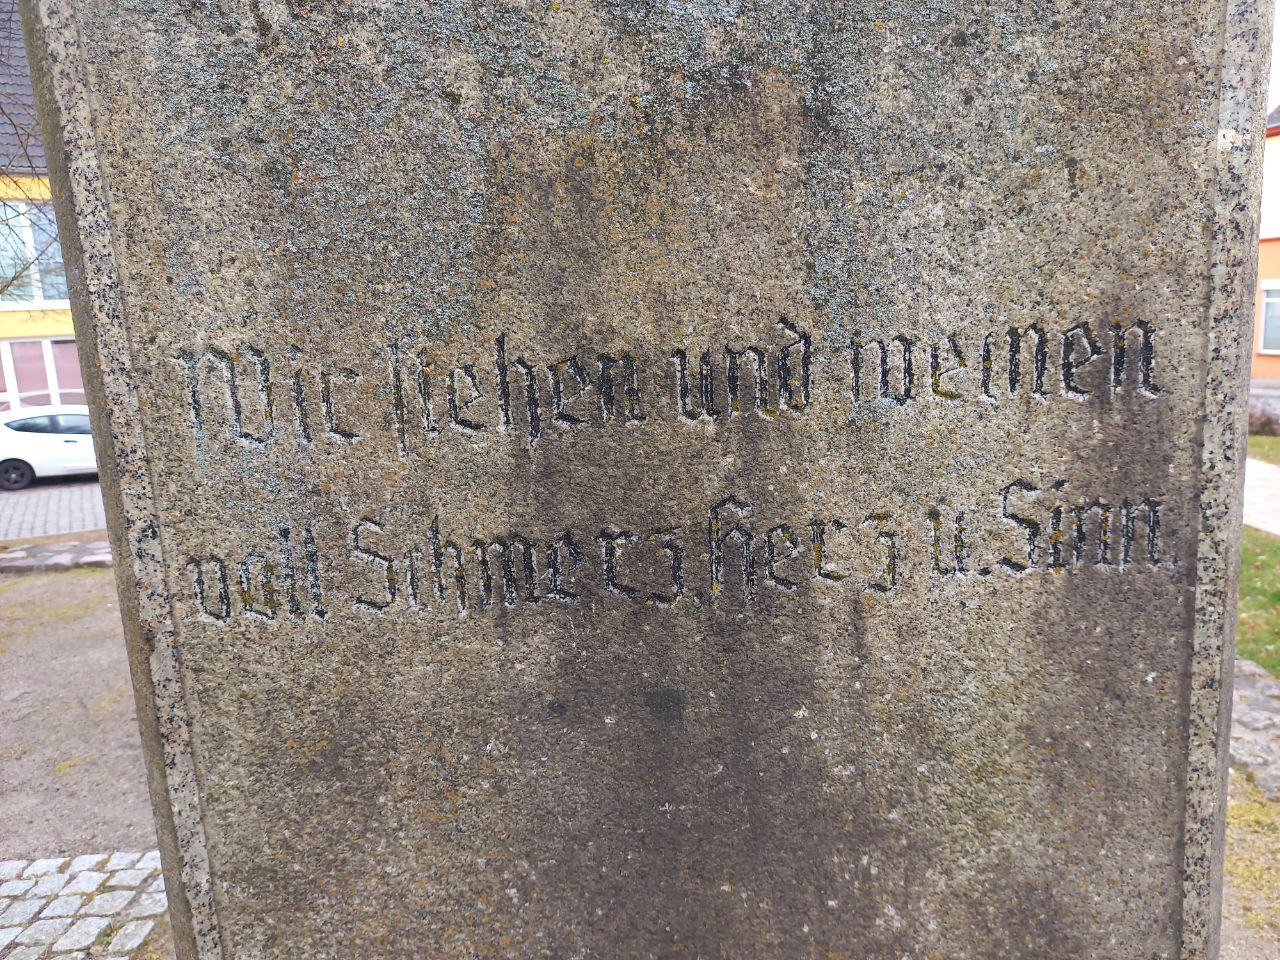 Wir stehen und weinen
voll Schmerz Herz u. Sinn